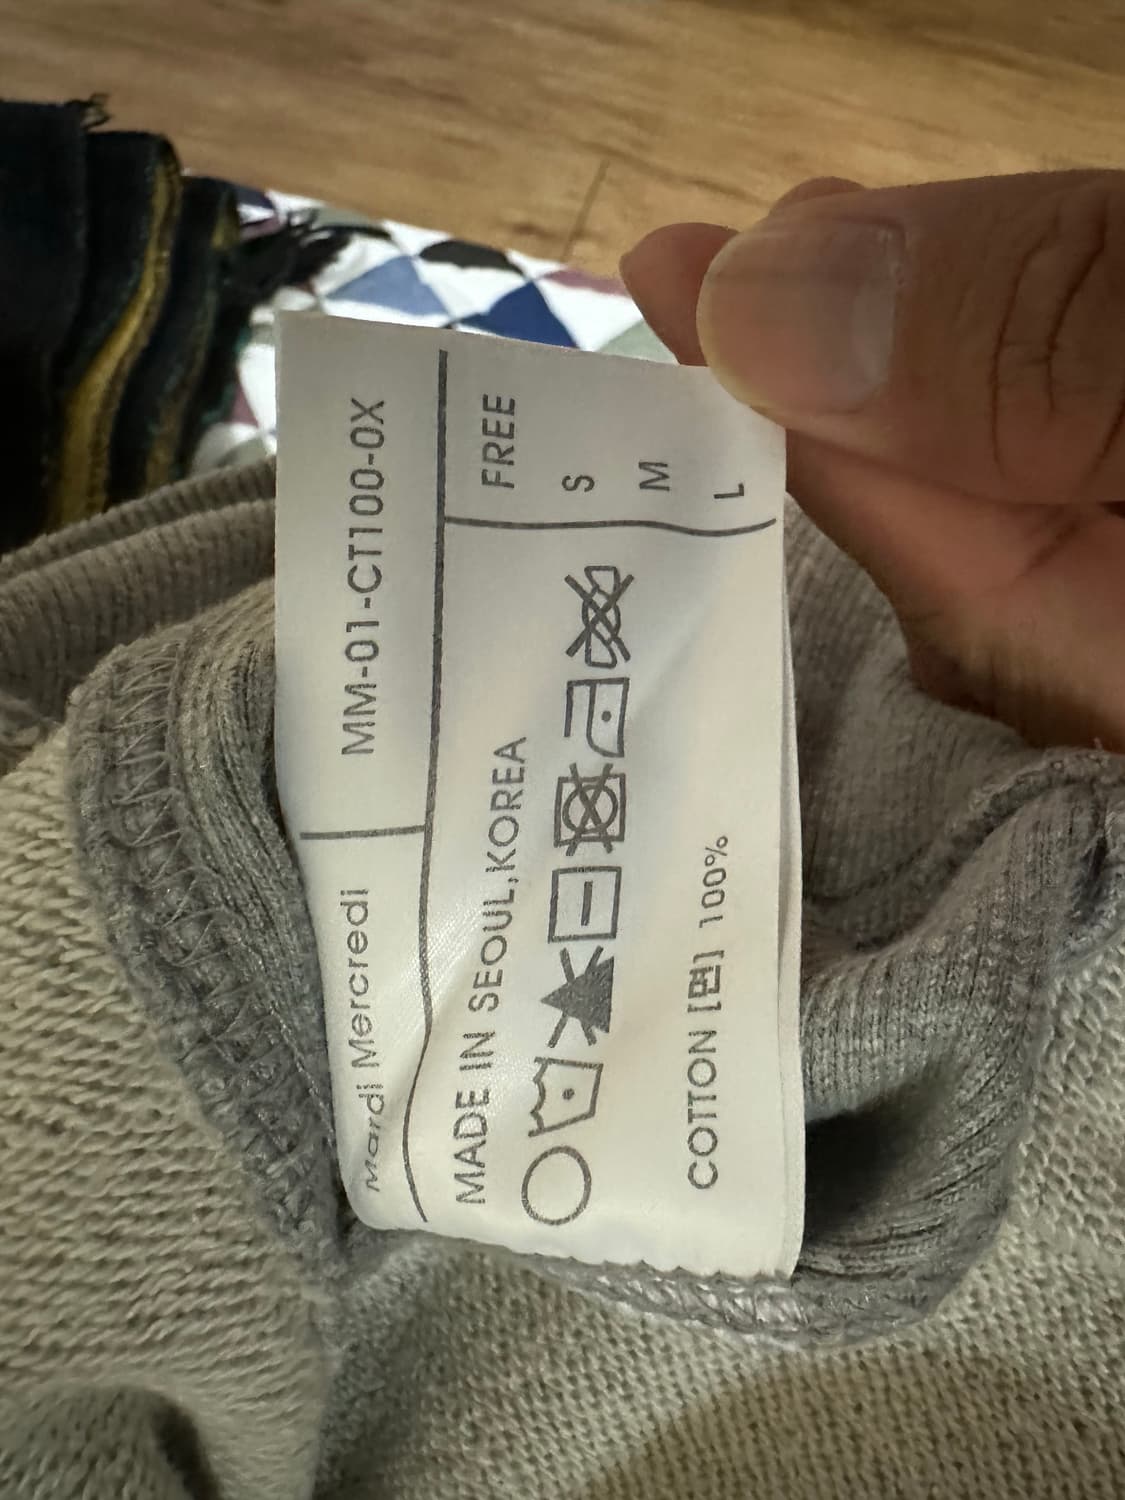 Mardi Mercredi
MM-01-CT100-0X
MADE IN SEOUL,KOREA
COTTON [면] 100%
FREE
S
M
L